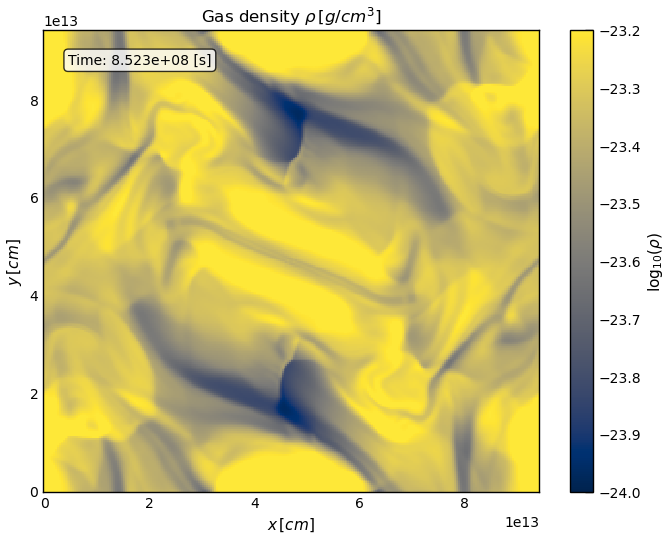 Gas density ρ [g/cm³]
1e13
Time: 8.523e+08 [s]
8
6
4
2
0
y [cm]
0 2 4 6 8
1e13
x [cm]
−23.2
−23.3
−23.4
−23.5
−23.6
−23.7
−23.8
−23.9
−24.0
log₁₀(ρ)